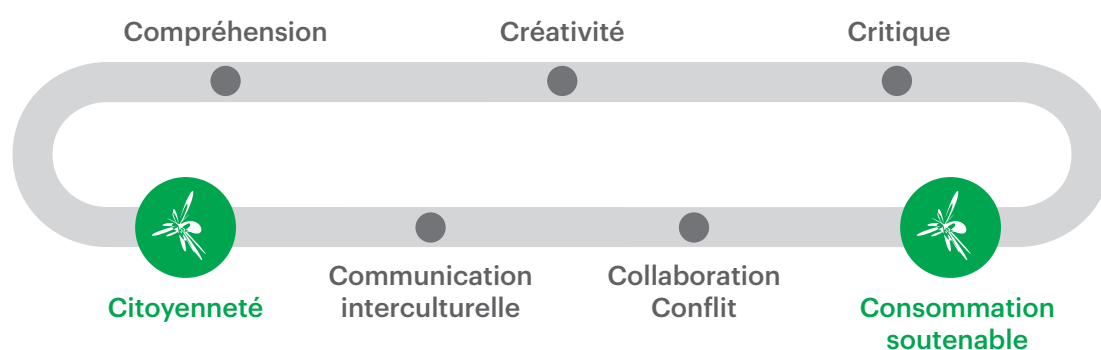 Compréhension
Créativité
Critique
Citoyenneté
Communication
interculturelle
Collaboration
Conflit
Consommation
soutenable